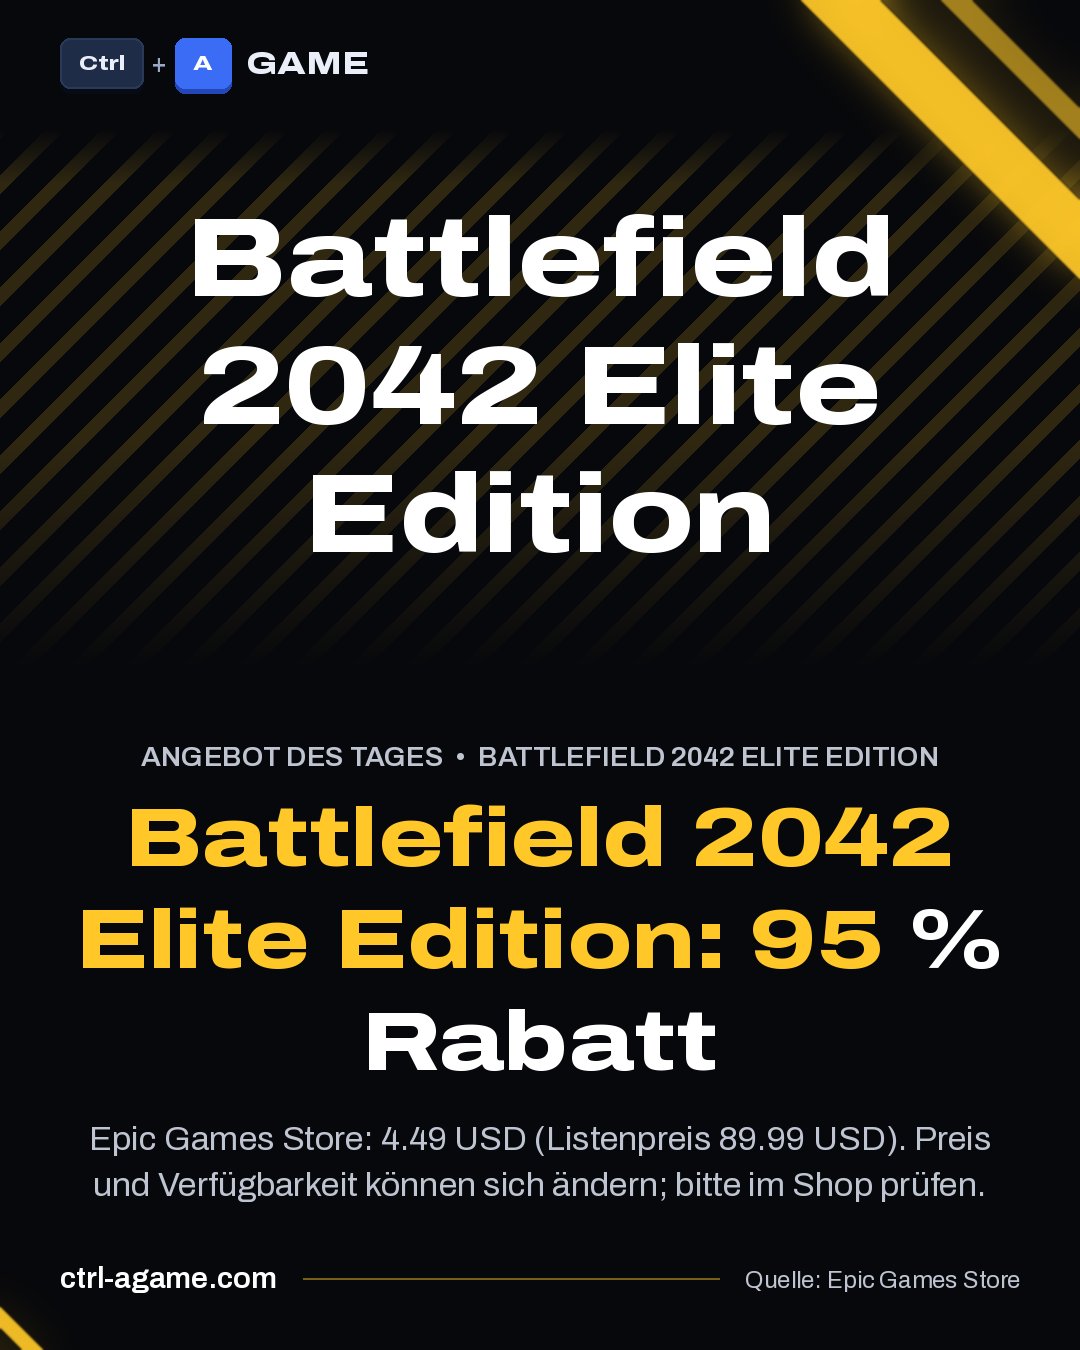 Ctrl + A GAME
Battlefield
2042 Elite
Edition
ANGEBOT DES TAGES • BATTLEFIELD 2042 ELITE EDITION
Battlefield 2042
Elite Edition: 95 %
Rabatt
Epic Games Store: 4.49 USD (Listenpreis 89.99 USD). Preis
und Verfügbarkeit können sich ändern; bitte im Shop prüfen.
ctrl-agame.com
Quelle: Epic Games Store